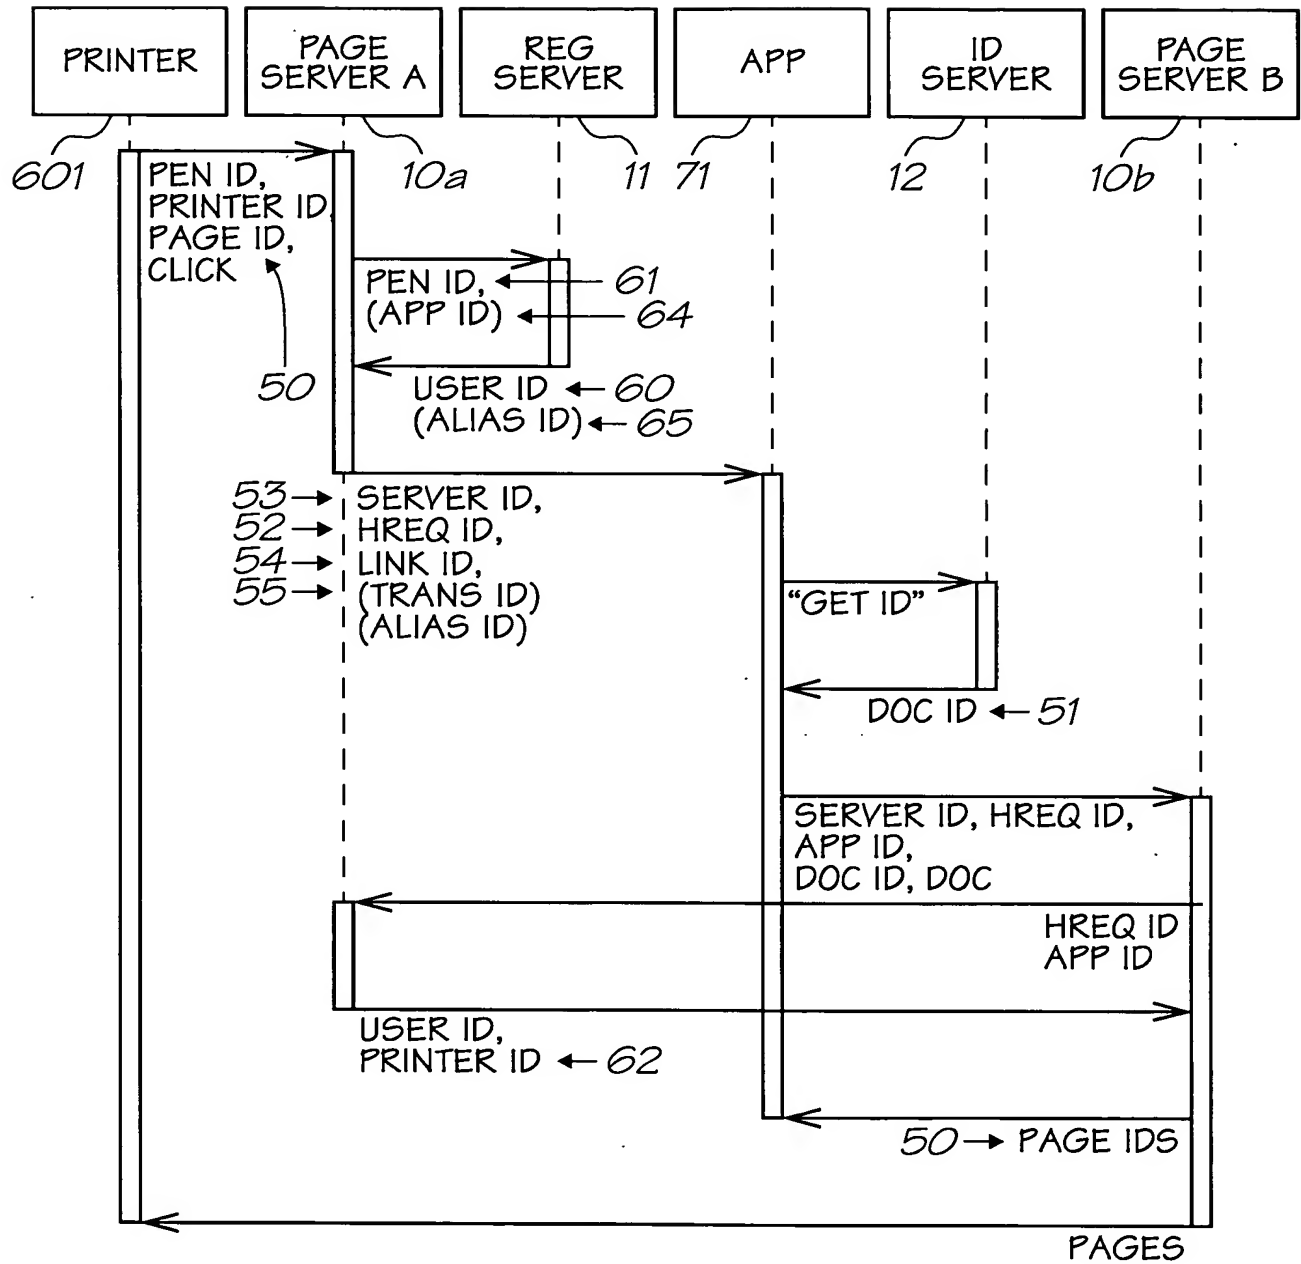 PRINTER
PAGE
SERVER A
REG
SERVER
APP
ID
SERVER
PAGE
SERVER B
601
10a
11
71
12
10b
PEN ID,
PRINTER ID
PAGE ID,
CLICK
50
PEN ID,
61
(APP ID)
64
USER ID
60
(ALIAS ID)
65
53
SERVER ID,
52
HREQ ID,
54
LINK ID,
55
(TRANS ID)
(ALIAS ID)
“GET ID”
DOC ID
51
SERVER ID, HREQ ID,
APP ID,
DOC ID, DOC
HREQ ID
APP ID
USER ID,
PRINTER ID
62
50
PAGE IDS
PAGES